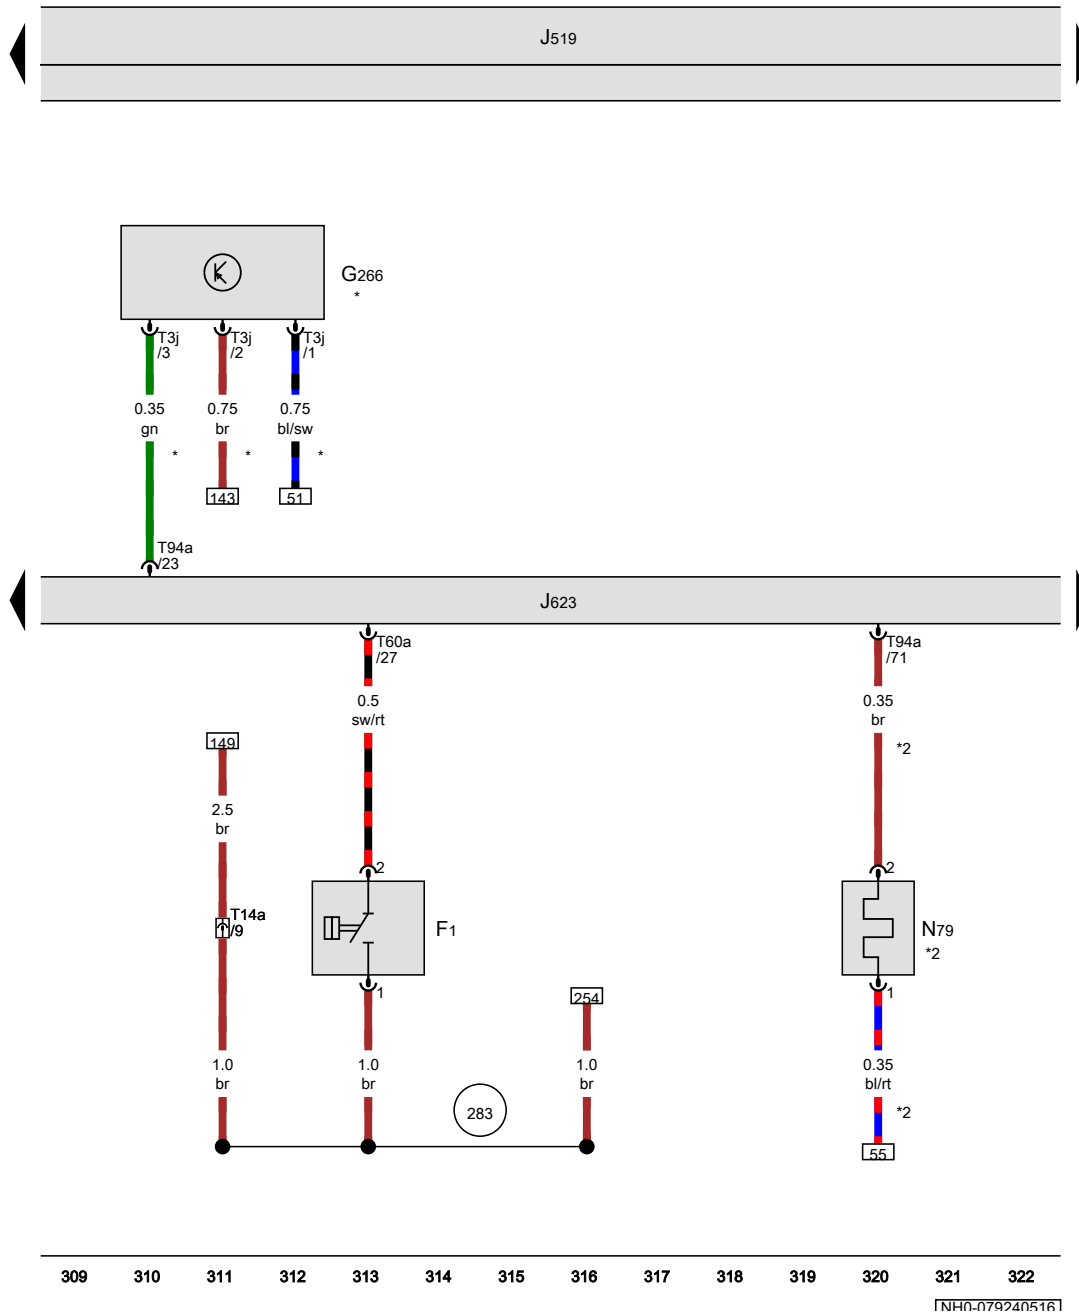 J519
G266
*
T3j
/3
T3j
/2
T3j
/1
0.35
gn
*
0.75
br
*
0.75
bl/sw
*
143
51
T94a
/23
J623
T60a
/27
T94a
/71
0.5
sw/rt
0.35
br
*2
149
2.5
br
2
2
T14a
/9
F1
N79
*2
1
1
254
1.0
br
1.0
br
283
1.0
br
0.35
bl/rt
*2
55
309 310 311 312 313 314 315 316 317 318 319 320 321 322
NH0-079240516